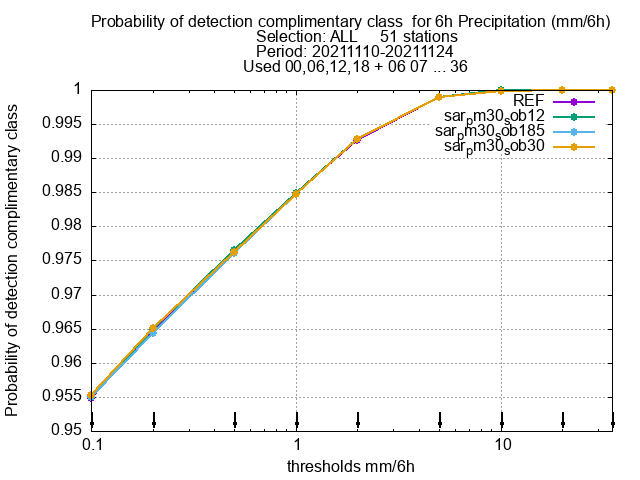 Probability of detection complimentary class  for 6h Precipitation (mm/6h)
Selection: ALL     51 stations
Period: 20211110-20211124
Used 00,06,12,18 + 06 07 ... 36
REF
sar_pm30_sob12
sar_pm30_sob185
sar_pm30_sob30
Probability of detection complimentary class
1
0.995
0.99
0.985
0.98
0.975
0.97
0.965
0.96
0.955
0.95
0.1 1 10
thresholds mm/6h